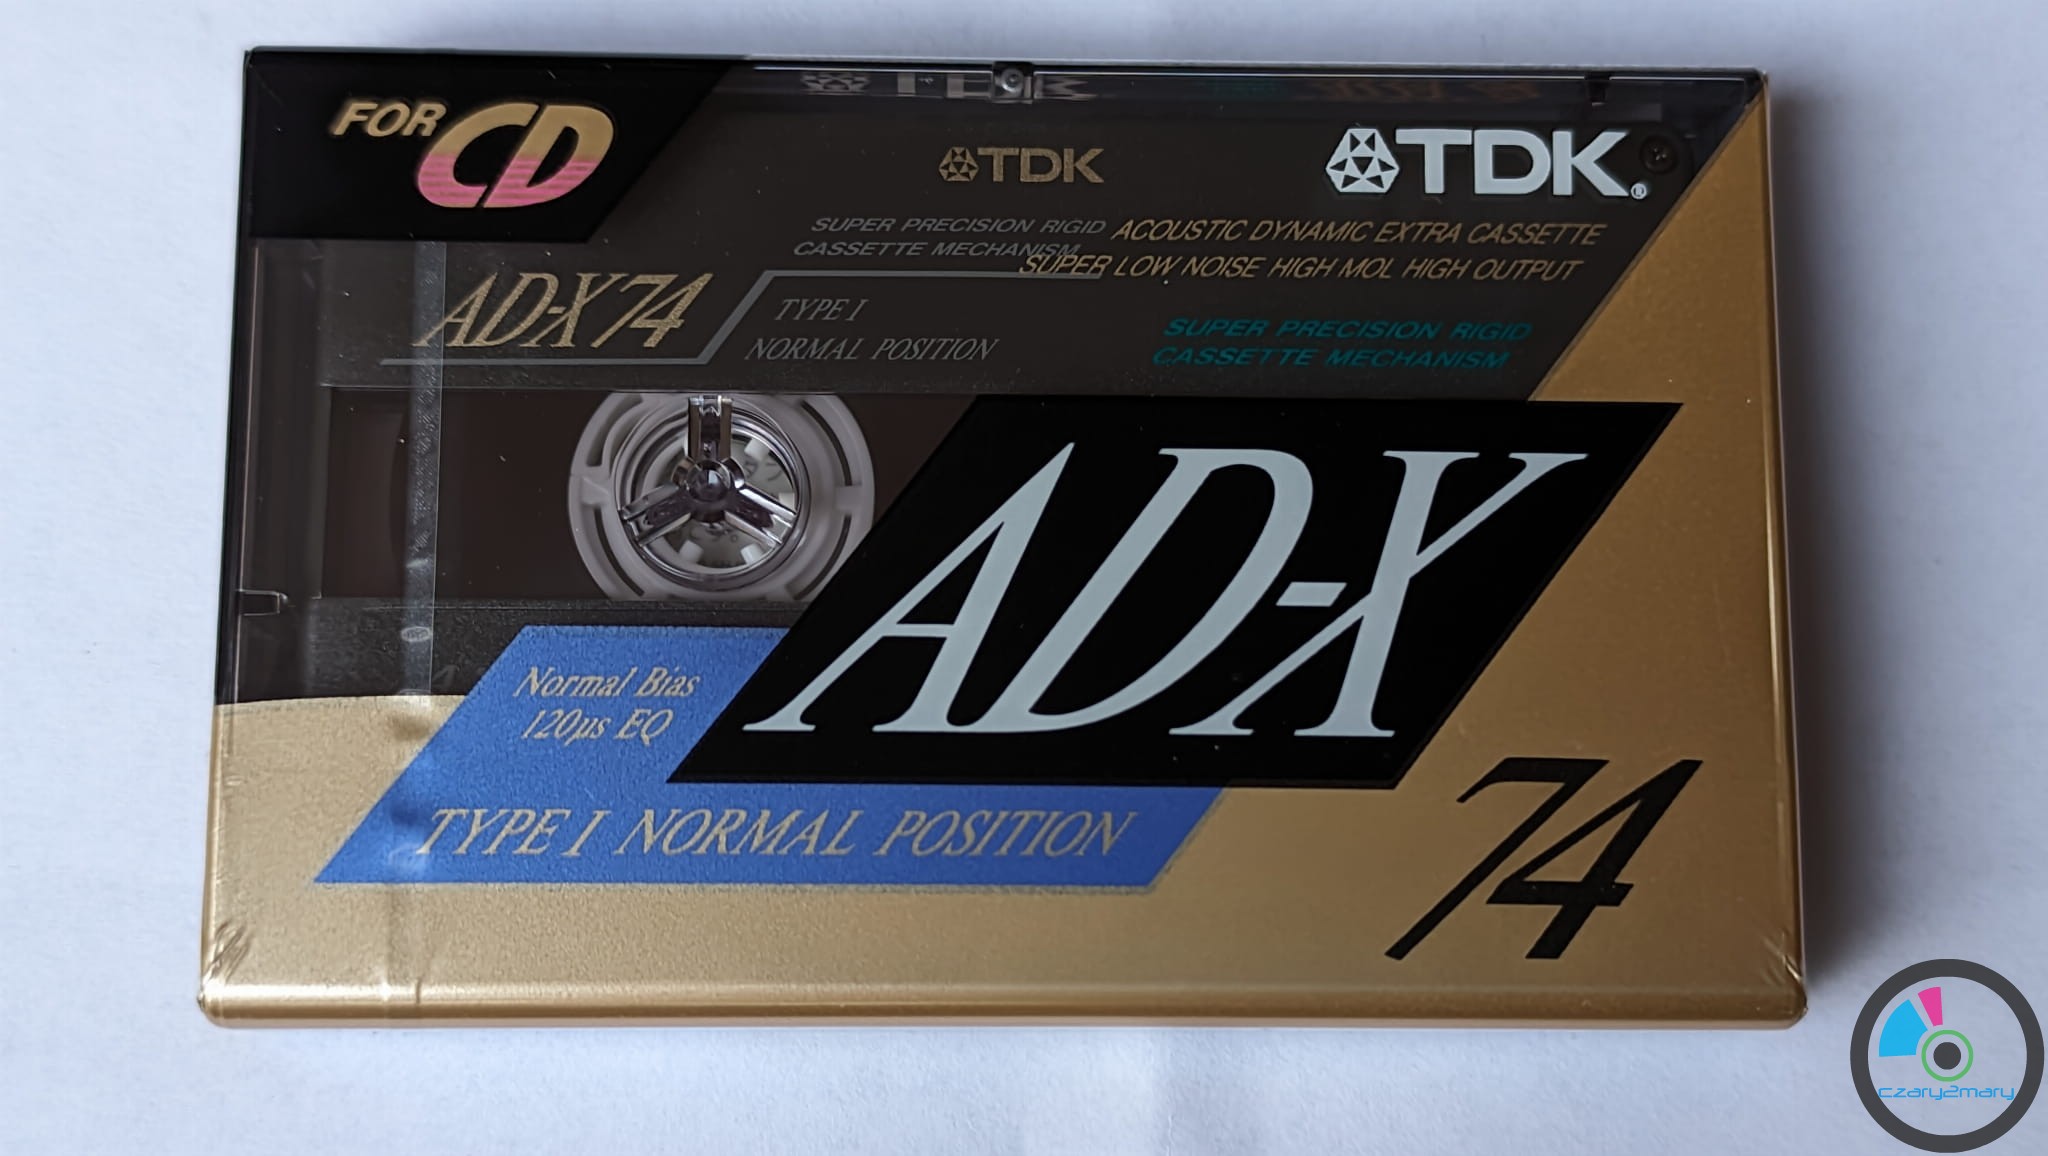 FOR CD
TDK
TDK®
SUPER PRECISION RIGID
CASSETTE MECHANISM
ACOUSTIC DYNAMIC EXTRA CASSETTE
SUPER LOW NOISE HIGH MOL HIGH OUTPUT
AD-X74
TYPE I
NORMAL POSITION
SUPER PRECISION RIGID
CASSETTE MECHANISM
AD-X
Normal Bias
120µs EQ
TYPE I NORMAL POSITION
74
czary2mary